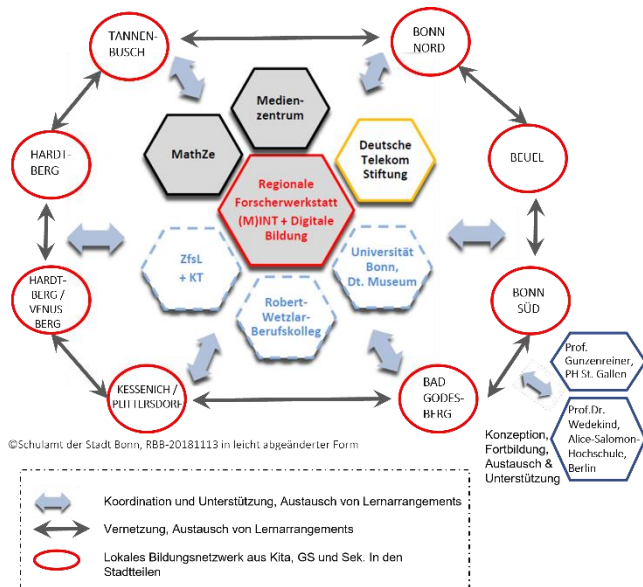 TANNEN-
BUSCH
BONN
NORD
Medien-
zentrum
MathZe
Deutsche
Telekom
Stiftung
HARDT-
BERG
BEUEL
Regionale
Forscherwerkstatt
(M)INT + Digitale
Bildung
ZfsL
+ KT
Universität
Bonn,
Dt. Museum
HARDT-
BERG /
VENUS
BERG
Robert-
Wetzlar-
Berufskolleg
BONN
SÜD
KESSENICH /
PLITTERSDORF
BAD
GODES-
BERG
Prof.
Gunzenreiner,
PH St. Gallen
Prof.Dr.
Wedekind,
Alice-Salomon-
Hochschule,
Berlin
Konzeption,
Fortbildung,
Austausch &
Unterstützung
©Schulamt der Stadt Bonn, RBB-20181113 in leicht abgeänderter Form
Koordination und Unterstützung, Austausch von Lernarrangements
Vernetzung, Austausch von Lernarrangements
Lokales Bildungsnetzwerk aus Kita, GS und Sek. In den
Stadtteilen